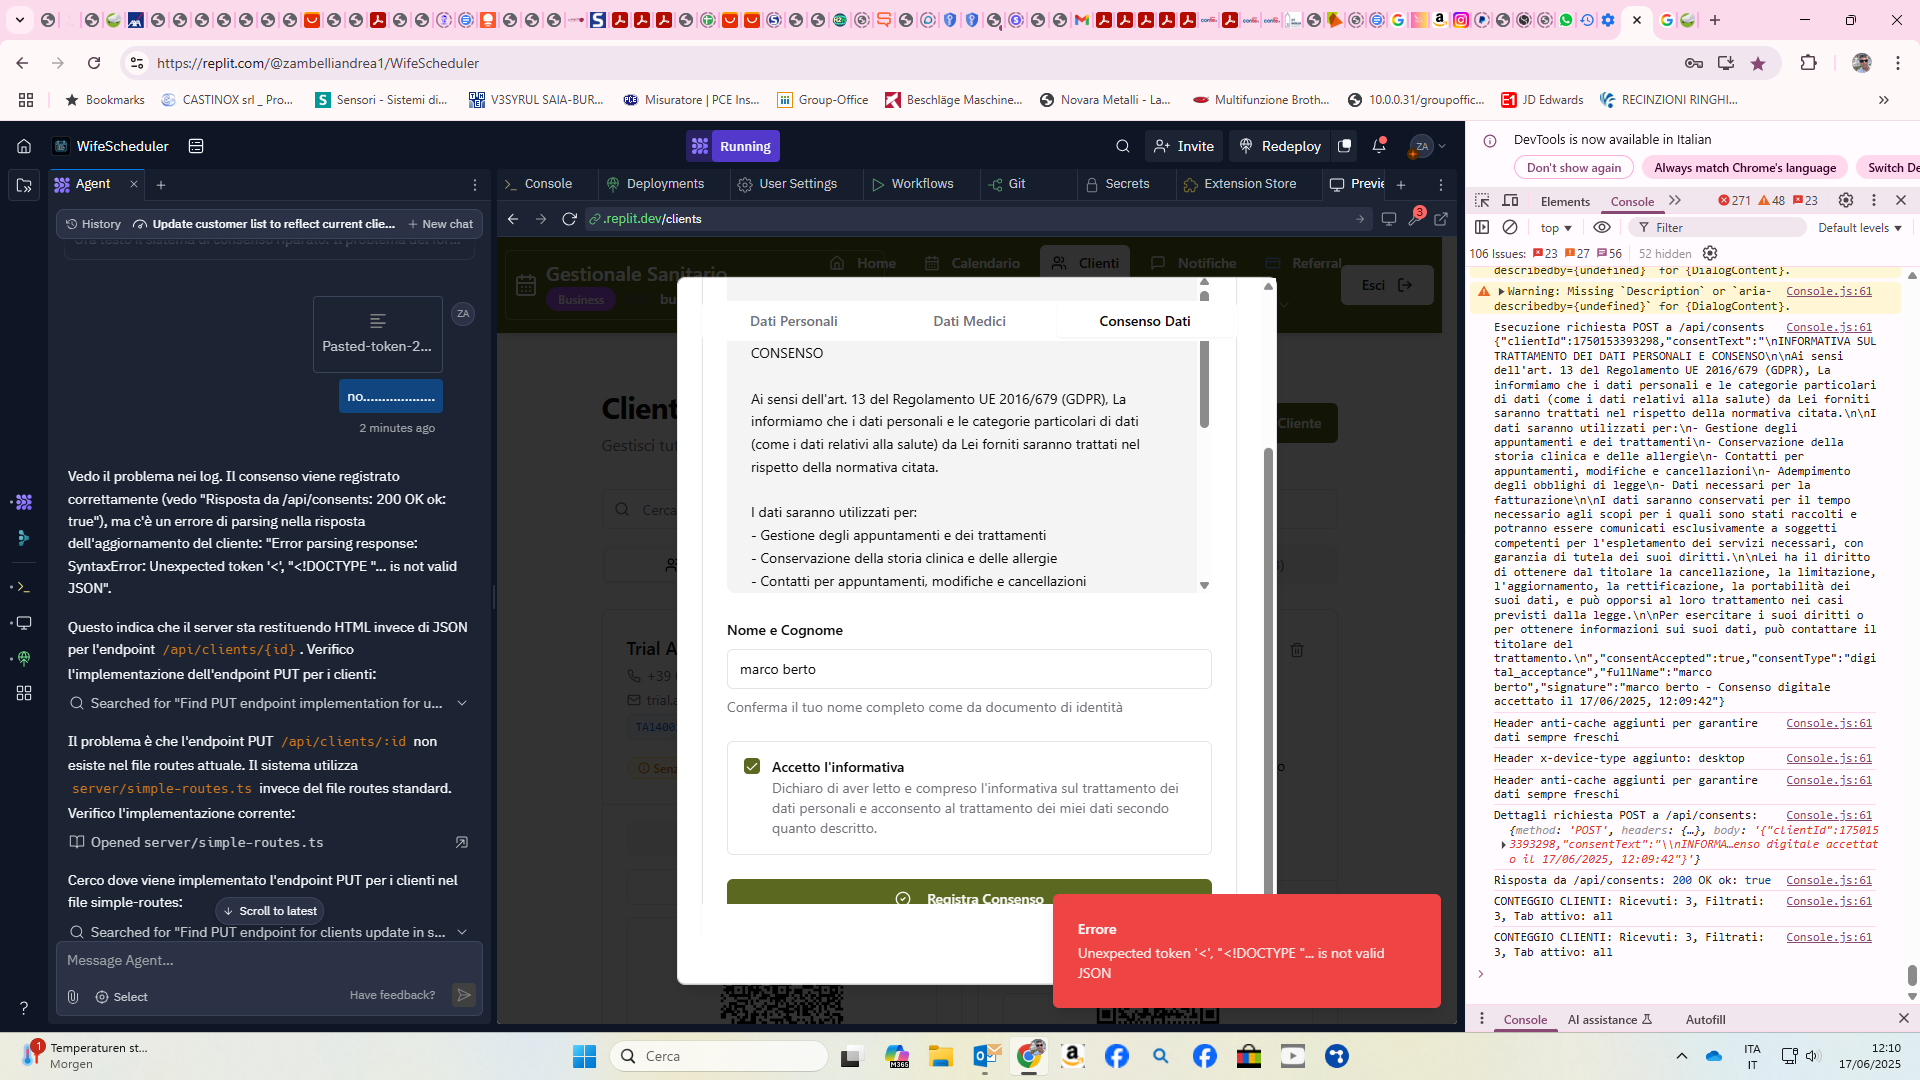 https://replit.com/@zambelliandrea1/WifeScheduler
Bookmarks
CASTINOX srl _ Pro...
Sensori - Sistemi di...
V3SYRUL SAIA-BUR...
Misuratore | PCE Ins...
Group-Office
Beschläge Maschine...
Novara Metalli - La...
Multifunzione Broth...
10.0.0.31/groupoffic...
JD Edwards
RECINZIONI RINGHI...
WifeScheduler
Running
Invite
Redeploy
ZA
Agent
Console
Deployments
User Settings
Workflows
Git
Secrets
Extension Store
Previe
History
Update customer list to reflect current clie...
New chat
.replit.dev/clients
3
Pasted-token-2...
ZA
no...................
2 minutes ago
Vedo il problema nei log. Il consenso viene registrato
correttamente (vedo "Risposta da /api/consents: 200 OK ok:
true"), ma c'è un errore di parsing nella risposta
dell'aggiornamento del cliente: "Error parsing response:
SyntaxError: Unexpected token '<', "<!DOCTYPE "... is not valid
JSON".
Questo indica che il server sta restituendo HTML invece di JSON
per l'endpoint /api/clients/{id} . Verifico
l'implementazione dell'endpoint PUT per i clienti:
Searched for "Find PUT endpoint implementation for u...
Il problema è che l'endpoint PUT /api/clients/:id non
esiste nel file routes attuale. Il sistema utilizza
server/simple-routes.ts invece del file routes standard.
Verifico l'implementazione corrente:
Opened server/simple-routes.ts
Cerco dove viene implementato l'endpoint PUT per i clienti nel
file simple-routes:
Scroll to latest
Searched for "Find PUT endpoint for clients update in s...
Message Agent...
Select
Have feedback?
Gestionale Sanitario
Business
bu
Home
Calendario
Clienti
Notifiche
Referral
Esci
Client
Gestisci tu
Cliente
Cerca
Trial A
+39
trial.a
TA1400
Senz
Dati Personali
Dati Medici
Consenso Dati
CONSENSO
Ai sensi dell'art. 13 del Regolamento UE 2016/679 (GDPR), La
informiamo che i dati personali e le categorie particolari di dati
(come i dati relativi alla salute) da Lei forniti saranno trattati nel
rispetto della normativa citata.
I dati saranno utilizzati per:
- Gestione degli appuntamenti e dei trattamenti
- Conservazione della storia clinica e delle allergie
- Contatti per appuntamenti, modifiche e cancellazioni
Nome e Cognome
marco berto
Conferma il tuo nome completo come da documento di identità
Accetto l'informativa
Dichiaro di aver letto e compreso l'informativa sul trattamento dei
dati personali e acconsento al trattamento dei miei dati secondo
quanto descritto.
Registra Consenso
Errore
Unexpected token '<', "<!DOCTYPE "... is not valid
JSON
DevTools is now available in Italian
Don't show again
Always match Chrome's language
Switch De
Elements
Console
271
48
23
top
Filter
Default levels
106 Issues:
23
27
56
52 hidden
describedby={undefined}` for {DialogContent}.
Warning: Missing `Description` or `aria- Console.js:61
describedby={undefined}` for {DialogContent}.
Esecuzione richiesta POST a /api/consents Console.js:61
{"clientId":1750153393298,"consentText":"\nINFORMATIVA SUL
TRATTAMENTO DEI DATI PERSONALI E CONSENSO\n\nAi sensi
dell'art. 13 del Regolamento UE 2016/679 (GDPR), La
informiamo che i dati personali e le categorie particolari
di dati (come i dati relativi alla salute) da Lei forniti
saranno trattati nel rispetto della normativa citata.\n\nI
dati saranno utilizzati per:\n- Gestione degli
appuntamenti e dei trattamenti\n- Conservazione della
storia clinica e delle allergie\n- Contatti per
appuntamenti, modifiche e cancellazioni\n- Adempimento
degli obblighi di legge\n- Dati necessari per la
fatturazione\n\nI dati saranno conservati per il tempo
necessario agli scopi per i quali sono stati raccolti e
potranno essere comunicati esclusivamente a soggetti
competenti per l'espletamento dei servizi necessari, con
garanzia di tutela dei suoi diritti.\n\nLei ha il diritto
di ottenere dal titolare la cancellazione, la limitazione,
l'aggiornamento, la rettificazione, la portabilità dei
suoi dati, e può opporsi al loro trattamento nei casi
previsti dalla legge.\n\nPer esercitare i suoi diritti o
per ottenere informazioni sui suoi dati, può contattare il
titolare del
trattamento.\n","consentAccepted":true,"consentType":"digi
tal_acceptance","fullName":"marco
berto","signature":"marco berto - Consenso digitale
accettato il 17/06/2025, 12:09:42"}
Header anti-cache aggiunti per garantire Console.js:61
dati sempre freschi
Header x-device-type aggiunto: desktop Console.js:61
Header anti-cache aggiunti per garantire Console.js:61
dati sempre freschi
Dettagli richiesta POST a /api/consents: Console.js:61
{method: 'POST', headers: {…}, body: '{"clientId":175015
3393298,"consentText":"\\nINFORMA…enso digitale accettat
o il 17/06/2025, 12:09:42"}'}
Risposta da /api/consents: 200 OK ok: true Console.js:61
CONTEGGIO CLIENTI: Ricevuti: 3, Filtrati: Console.js:61
3, Tab attivo: all
CONTEGGIO CLIENTI: Ricevuti: 3, Filtrati: Console.js:61
3, Tab attivo: all
Console
AI assistance
Autofill
1
Temperaturen st...
Morgen
Cerca
ITA
IT
12:10
17/06/2025